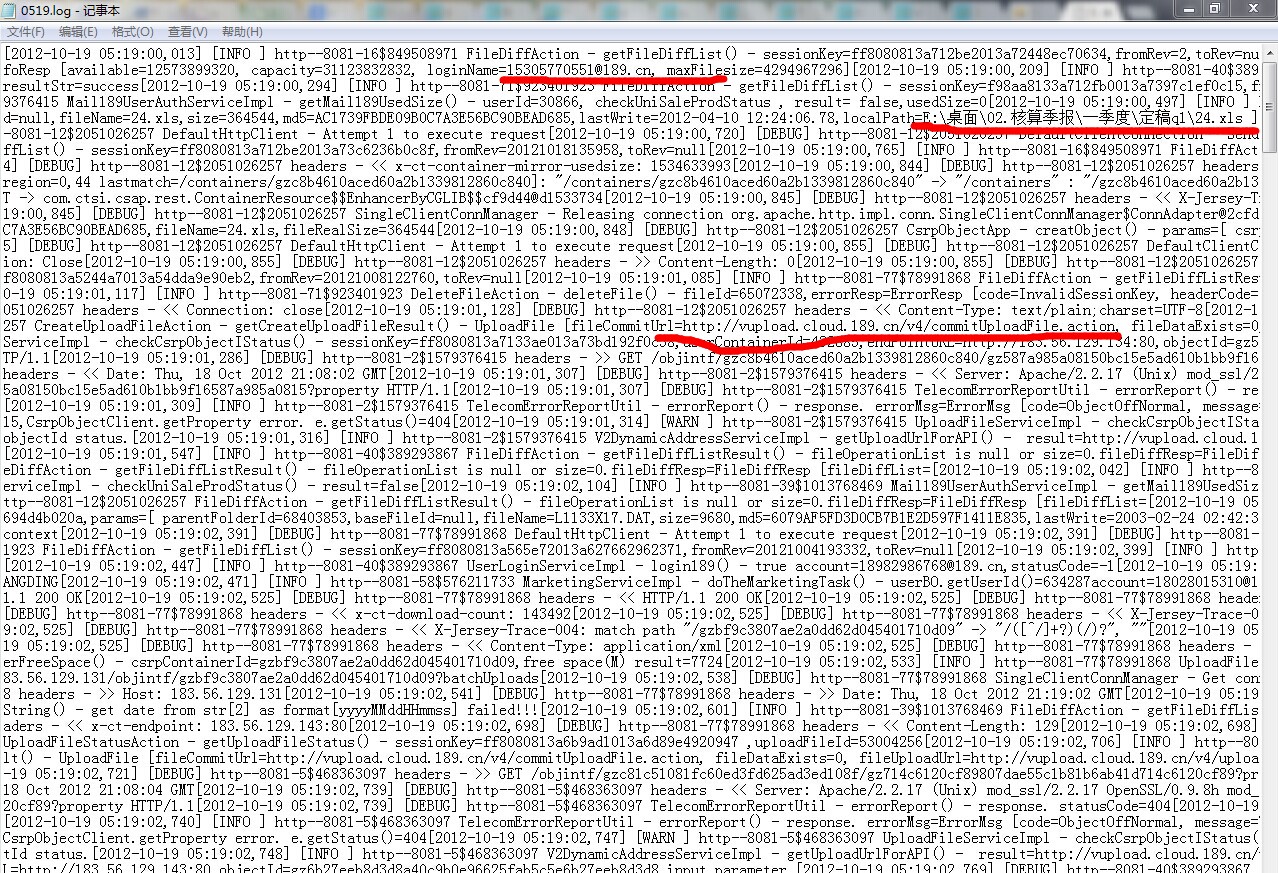 0519.log - 记事本
文件(F) 编辑(E) 格式(O) 查看(V) 帮助(H)
[2012-10-19 05:19:00,013] [INFO ] http--8081-16$849508971 FileDiffAction - getFileDiffList() - sessionKey=ff8080813a712be2013a72448ec70634,fromRev=2,toRev=nu
foResp [available=12573899320, capacity=31123832832, loginName=15305770551@189.cn, maxFilesize=4294967296][2012-10-19 05:19:00,209] [INFO ] http--8081-40$389
resultStr=success[2012-10-19 05:19:00,294] [INFO ] http--8081-71$923401923 FileDiffAction - getFileDiffList() - sessionKey=f98aa8133a712fb0013a7397c1ef0c15,f
9376415 Mail189UserAuthServiceImpl - getMail189UsedSize() - userId=30866, checkUniSaleProdStatus , result= false,usedSize=0[2012-10-19 05:19:00,497] [INFO ]
d=null,fileName=24.xls,size=364544,md5=AC1739FBDE09B0C7A3E56BC90BEAD685,lastWrite=2012-04-10 12:24:06.76,localPath=E:\桌面\02.核算季报\一季度\定稿q1\24.xls ]
-8081-12$2051026257 DefaultHttpClient - Attempt 1 to execute request[2012-10-19 05:19:00,720] [DEBUG] http--8081-12$2051026257 DefaultClientConnection - Send
ffList() - sessionKey=ff8080813a712be2013a73c6236b0c8f,fromRev=20121018135958,toRev=null[2012-10-19 05:19:00,765] [INFO ] http--8081-16$849508971 FileDiffAct
4] [DEBUG] http--8081-12$2051026257 headers - << x-ct-container-mirror-usedsize: 1534633993[2012-10-19 05:19:00,844] [DEBUG] http--8081-12$2051026257 headers
region=0,44 lastmatch=/containers/gzc8b4610aced60a2b1339812860c840]: "/containers/gzc8b4610aced60a2b1339812860c840" -> "/containers" : "/gzc8b4610aced60a2b13
T -> com.ctsi.csap.rest.ContainerResource$$EnhancerByCGLIB$$cf9d44@d1533734[2012-10-19 05:19:00,845] [DEBUG] http--8081-12$2051026257 headers - << X-Jersey-T
19:00,845] [DEBUG] http--8081-12$2051026257 SingleClientConnManager - Releasing connection org.apache.http.impl.conn.SingleClientConnManager$ConnAdapter@2cfd
C7A3E56BC90BEAD685,fileName=24.xls,fileRealSize=364544[2012-10-19 05:19:00,848] [DEBUG] http--8081-12$2051026257 CsrpObjectApp - creatObject() - params=[ csr
5] [DEBUG] http--8081-12$2051026257 DefaultHttpClient - Attempt 1 to execute request[2012-10-19 05:19:00,855] [DEBUG] http--8081-12$2051026257 DefaultClientC
ion: Close[2012-10-19 05:19:00,855] [DEBUG] http--8081-12$2051026257 headers - >> Content-Length: 0[2012-10-19 05:19:00,855] [DEBUG] http--8081-12$2051026257
f8080813a5244a7013a54dda9e90eb2,fromRev=20121008122760,toRev=null[2012-10-19 05:19:01,085] [INFO ] http--8081-77$78991868 FileDiffAction - getFileDiffListRes
0-19 05:19:01,117] [INFO ] http--8081-71$923401923 DeleteFileAction - deleteFile() - fileId=65072338,errorResp=ErrorResp [code=InvalidSessionKey, headerCode=
051026257 headers - << Connection: close[2012-10-19 05:19:01,128] [DEBUG] http--8081-12$2051026257 headers - << Content-Type: text/plain;charset=UTF-8[2012-1
257 CreateUploadFileAction - getCreateUploadFileResult() - UploadFile [fileCommitUrl=http://vupload.cloud.189.cn/v4/commitUploadFile.action, fileDataExists=0
ServiceImpl - checkCsrpObjectStatus() - sessionKey=ff8080813a7133ae013a73bd192f0
TP/1.1[2012-10-19 05:19:01,286] [DEBUG] http--8081-2$1579376415 headers - >> GET /objintf/gzc8b4610aced60a2b1339812860c840/gz587a985a08150bc15e5ad610b1bb9f16
headers - << Date: Thu, 18 Oct 2012 21:08:02 GMT[2012-10-19 05:19:01,307] [DEBUG] http--8081-2$1579376415 headers - << Server: Apache/2.2.17 (Unix) mod_ssl/2
5a08150bc15e5ad610b1bb9f16587a985a0815?property HTTP/1.1[2012-10-19 05:19:01,307] [DEBUG] http--8081-2$1579376415 TelecomErrorReportUtil - errorReport() - re
[2012-10-19 05:19:01,309] [INFO ] http--8081-2$1579376415 TelecomErrorReportUtil - errorReport() - response. errorMsg=ErrorMsg [code=ObjectOffNormal, message
15,CsrpObjectClient.getProperty error. e.getStatus()=404[2012-10-19 05:19:01,314] [WARN ] http--8081-2$1579376415 UploadFileServiceImpl - checkCsrpObjectISta
objectId status.[2012-10-19 05:19:01,316] [INFO ] http--8081-2$1579376415 V2DynamicAddressServiceImpl - getUploadUrlForAPI() - result=http://vupload.cloud.1
[2012-10-19 05:19:01,547] [INFO ] http--8081-40$389293867 FileDiffAction - getFileDiffListResult() - fileOperationList is null or size=0.fileDiffResp=FileDif
eDiffAction - getFileDiffListResult() - fileOperationList is null or size=0.fileDiffResp=FileDiffResp [fileDiffList=[2012-10-19 05:19:02,042] [INFO ] http--8
erviceImpl - checkUniSaleProdStatus() - result=false[2012-10-19 05:19:02,104] [INFO ] http--8081-39$1013768469 Mail189UserAuthServiceImpl - getMail189UsedSiz
ttp--8081-12$2051026257 FileDiffAction - getFileDiffListResult() - fileOperationList is null or size=0.fileDiffResp=FileDiffResp [fileDiffList=[2012-10-19 05
694d4b020a,params=[ parentFolderId=68403853,baseFileId=null,fileName=L1133X17.DAT,size=9680,md5=6079AF5FD3D0CB7B1E2D597F1411E835,lastWrite=2003-02-24 02:42:3
context[2012-10-19 05:19:02,391] [DEBUG] http--8081-77$78991868 DefaultHttpClient - Attempt 1 to execute request[2012-10-19 05:19:02,391] [DEBUG] http--8081-
1923 FileDiffAction - getFileDiffList() - sessionKey=ff8080813a565e72013a627662962371,fromRev=20121004193332,toRev=null[2012-10-19 05:19:02,399] [INFO ] http
[2012-10-19 05:19:02,447] [INFO ] http--8081-40$389293867 UserLoginServiceImpl - login189() - true account=18982986768@189.cn,statusCode=-1[2012-10-19 05:19:
ANGDING[2012-10-19 05:19:02,471] [INFO ] http--8081-58$576211733 MarketingServiceImpl - doTheMarketingTask() - userBO.getUserId()=634287account=18028015310@1
1.1 200 OK[2012-10-19 05:19:02,525] [DEBUG] http--8081-77$78991868 headers - << HTTP/1.1 200 OK[2012-10-19 05:19:02,525] [DEBUG] http--8081-77$78991868 heade
[DEBUG] http--8081-77$78991868 headers - << x-ct-download-count: 143492[2012-10-19 05:19:02,525] [DEBUG] http--8081-77$78991868 headers - << X-Jersey-Trace-0
9:02,525] [DEBUG] http--8081-77$78991868 headers - << X-Jersey-Trace-004: match path "/gzbf9c3807ae2a0dd62d045401710d09" -> "/([^/]+?)(/)?", ""[2012-10-19 05
05:19:02,525] [DEBUG] http--8081-77$78991868 headers - << Content-Type: application/xml[2012-10-19 05:19:02,525] [DEBUG] http--8081-77$78991868 headers -
erFreeSpace() - csrpContainerId=gzbf9c3807ae2a0dd62d045401710d09,free space(M) result=7724[2012-10-19 05:19:02,533] [INFO ] http--8081-77$78991868 UploadFile
83.56.129.131/objintf/gzbf9c3807ae2a0dd62d045401710d09?batchUploads[2012-10-19 05:19:02,538] [DEBUG] http--8081-77$78991868 SingleClientConnManager - Get con
8 headers - >> Host: 183.56.129.131[2012-10-19 05:19:02,541] [DEBUG] http--8081-77$78991868 headers - >> Date: Thu, 18 Oct 2012 21:19:02 GMT[2012-10-19 05:19
String() - get date from str[2] as format[yyyyMMddHHmmss] failed!!![2012-10-19 05:19:02,601] [INFO ] http--8081-39$1013768469 FileDiffAction - getFileDiffLis
aders - << x-ct-endpoint: 183.56.129.143:80[2012-10-19 05:19:02,698] [DEBUG] http--8081-77$78991868 headers - << Content-Length: 129[2012-10-19 05:19:02,698]
UploadFileStatusAction - getUploadFileStatus() - sessionKey=ff8080813a6b9ad1013a6d89e4920947 ,uploadFileId=53004256[2012-10-19 05:19:02,706] [INFO ] http--80
lt() - UploadFile [fileCommitUrl=http://vupload.cloud.189.cn/v4/commitUploadFile.action, fileDataExists=0, fileUploadUrl=http://vupload.cloud.189.cn/v4/uploa
-19 05:19:02,721] [DEBUG] http--8081-5$468363097 headers - >> GET /objintf/gzc81c51081fc60ed3fd625ad3ed108f/gz714c6120cf89807dae55c1b81b6ab41d714c6120cf89?pr
18 Oct 2012 21:08:04 GMT[2012-10-19 05:19:02,739] [DEBUG] http--8081-5$468363097 headers - << Server: Apache/2.2.17 (Unix) mod_ssl/2.2.17 OpenSSL/0.9.8h mod_
20cf89?property HTTP/1.1[2012-10-19 05:19:02,739] [DEBUG] http--8081-5$468363097 TelecomErrorReportUtil - errorReport() - response. statusCode=404[2012-10-19
[2012-10-19 05:19:02,740] [INFO ] http--8081-5$468363097 TelecomErrorReportUtil - errorReport() - response. errorMsg=ErrorMsg [code=ObjectOffNormal, message=
CsrpObjectClient.getProperty error. e.getStatus()=404[2012-10-19 05:19:02,747] [WARN ] http--8081-5$468363097 UploadFileServiceImpl - checkCsrpObjectIStatus(
tId status.[2012-10-19 05:19:02,748] [INFO ] http--8081-5$468363097 V2DynamicAddressServiceImpl - getUploadUrlForAPI() - result=http://vupload.cloud.189.cn/